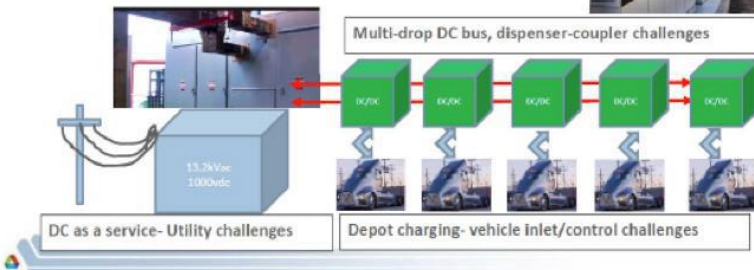 Multi-drop DC bus, dispenser-coupler challenges
DC/DC
DC/DC
DC/DC
DC/DC
DC/DC
13.2kVac
1000vdc
DC as a service- Utility challenges
Depot charging- vehicle inlet/control challenges